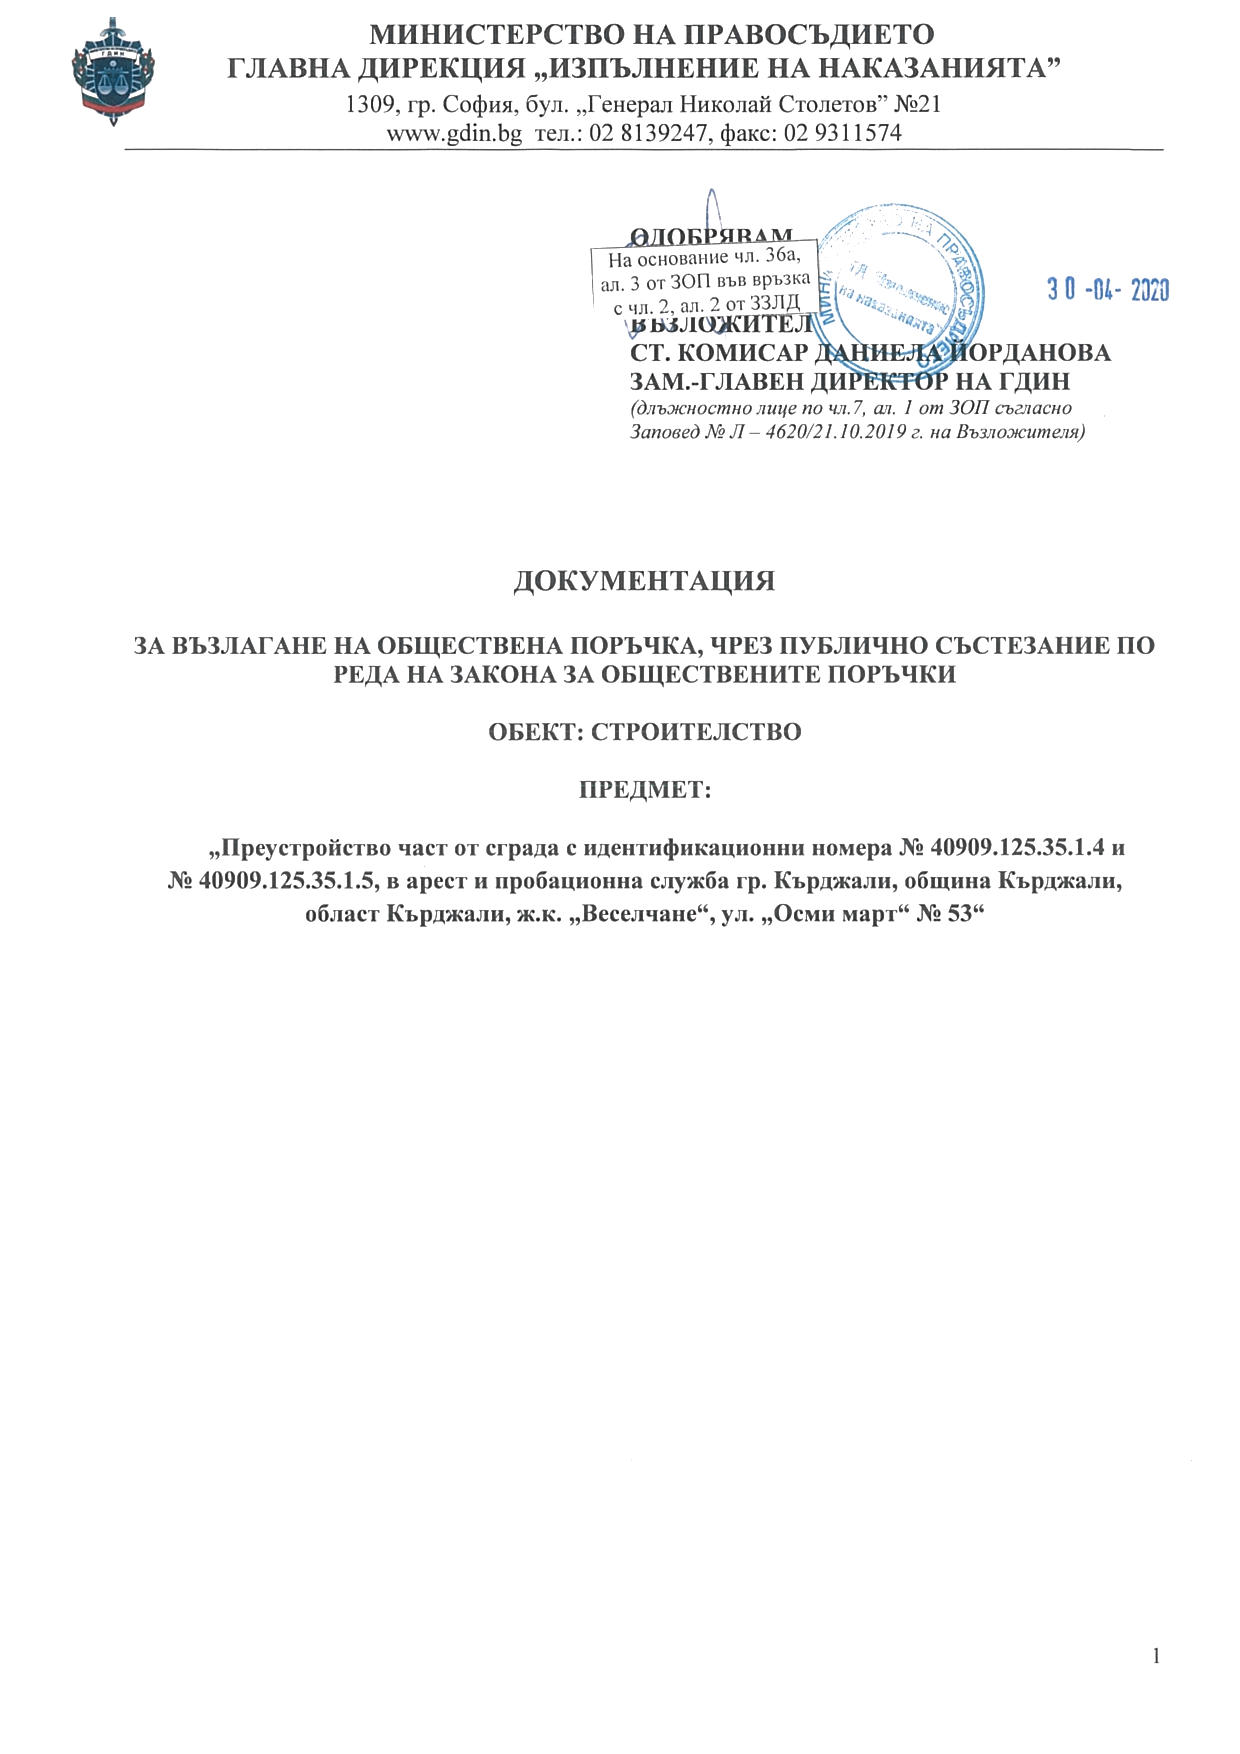 МИНИСТЕРСТВО НА ПРАВОСЪДИЕТО
ГЛАВНА ДИРЕКЦИЯ „ИЗПЪЛНЕНИЕ НА НАКАЗАНИЯТА”
1309, гр. София, бул. „Генерал Николай Столетов” №21
www.gdin.bg тел.: 02 8139247, факс: 02 9311574
ГДИН
ОДОБРЯВАМ
На основание чл. 36а,
ал. 3 от ЗОП във връзка
с чл. 2, ал. 2 от ЗЗЛД
НА ПРАВОСЪДИЕТО
на наказанията
30 -04- 2020
ВЪЗЛОЖИТЕЛ
СТ. КОМИСАР ДАНИЕЛА ЙОРДАНОВА
ЗАМ.-ГЛАВЕН ДИРЕКТОР НА ГДИН
(длъжностно лице по чл.7, ал. 1 от ЗОП съгласно
Заповед № Л – 4620/21.10.2019 г. на Възложителя)
ДОКУМЕНТАЦИЯ
ЗА ВЪЗЛАГАНЕ НА ОБЩЕСТВЕНА ПОРЪЧКА, ЧРЕЗ ПУБЛИЧНО СЪСТЕЗАНИЕ ПО
РЕДА НА ЗАКОНА ЗА ОБЩЕСТВЕНИТЕ ПОРЪЧКИ
ОБЕКТ: СТРОИТЕЛСТВО
ПРЕДМЕТ:
„Преустройство част от сграда с идентификационни номера № 40909.125.35.1.4 и
№ 40909.125.35.1.5, в арест и пробационна служба гр. Кърджали, община Кърджали,
област Кърджали, ж.к. „Веселчане“, ул. „Осми март“ № 53“
1